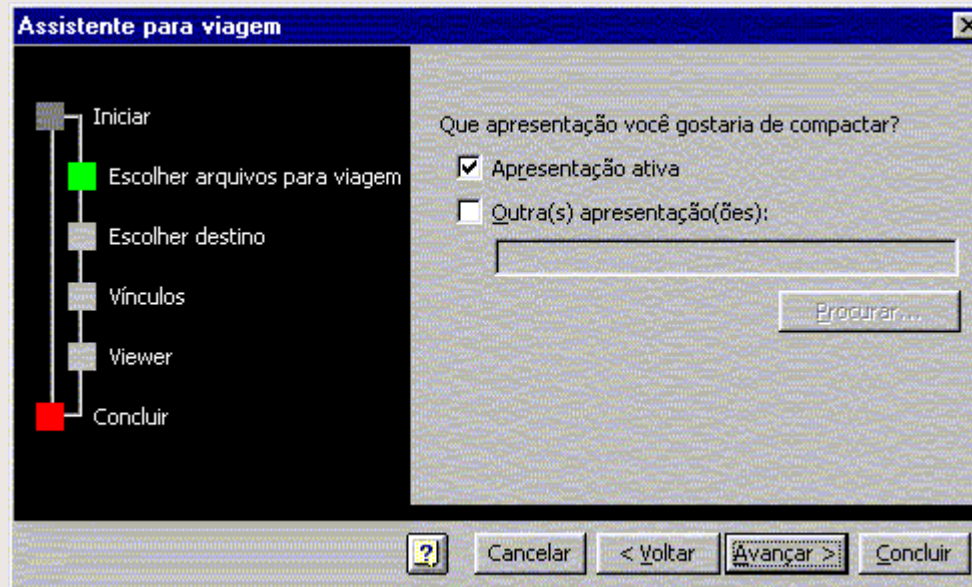 Assistente para viagem
Iniciar
Escolher arquivos para viagem
Escolher destino
Vínculos
Viewer
Concluir
Que apresentação você gostaria de compactar?
Apresentação ativa
Outra(s) apresentação(ões):
Procurar...
?
Cancelar
< Voltar
Avançar >
Concluir